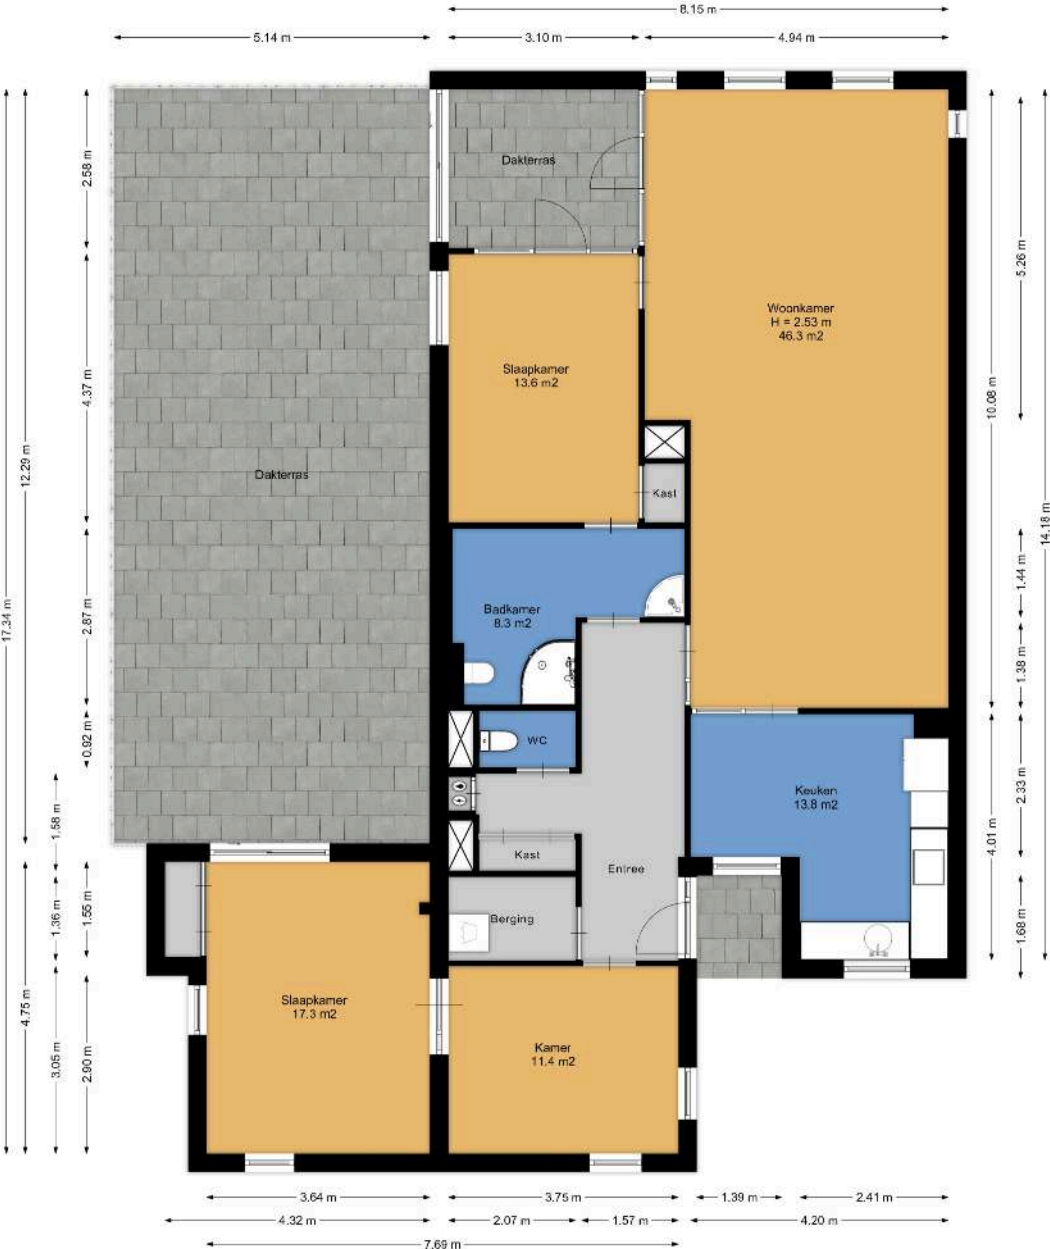 8.15 m
5.14 m
3.10 m
4.94 m
Dakterras
2.58 m
5.26 m
Woonkamer
H = 2.53 m
46.3 m2
Slaapkamer
13.6 m2
4.37 m
10.08 m
12.29 m
Dakterras
Kast
14.18 m
1.44 m
Badkamer
8.3 m2
17.34 m
2.87 m
1.38 m
0.92 m
WC
2.33 m
Keuken
13.8 m2
1.58 m
4.01 m
Kast
Entree
1.36 m
1.55 m
Berging
1.68 m
Slaapkamer
17.3 m2
4.75 m
3.05 m
2.90 m
Kamer
11.4 m2
3.64 m
3.75 m
1.39 m
2.41 m
4.32 m
2.07 m
1.57 m
4.20 m
7.69 m